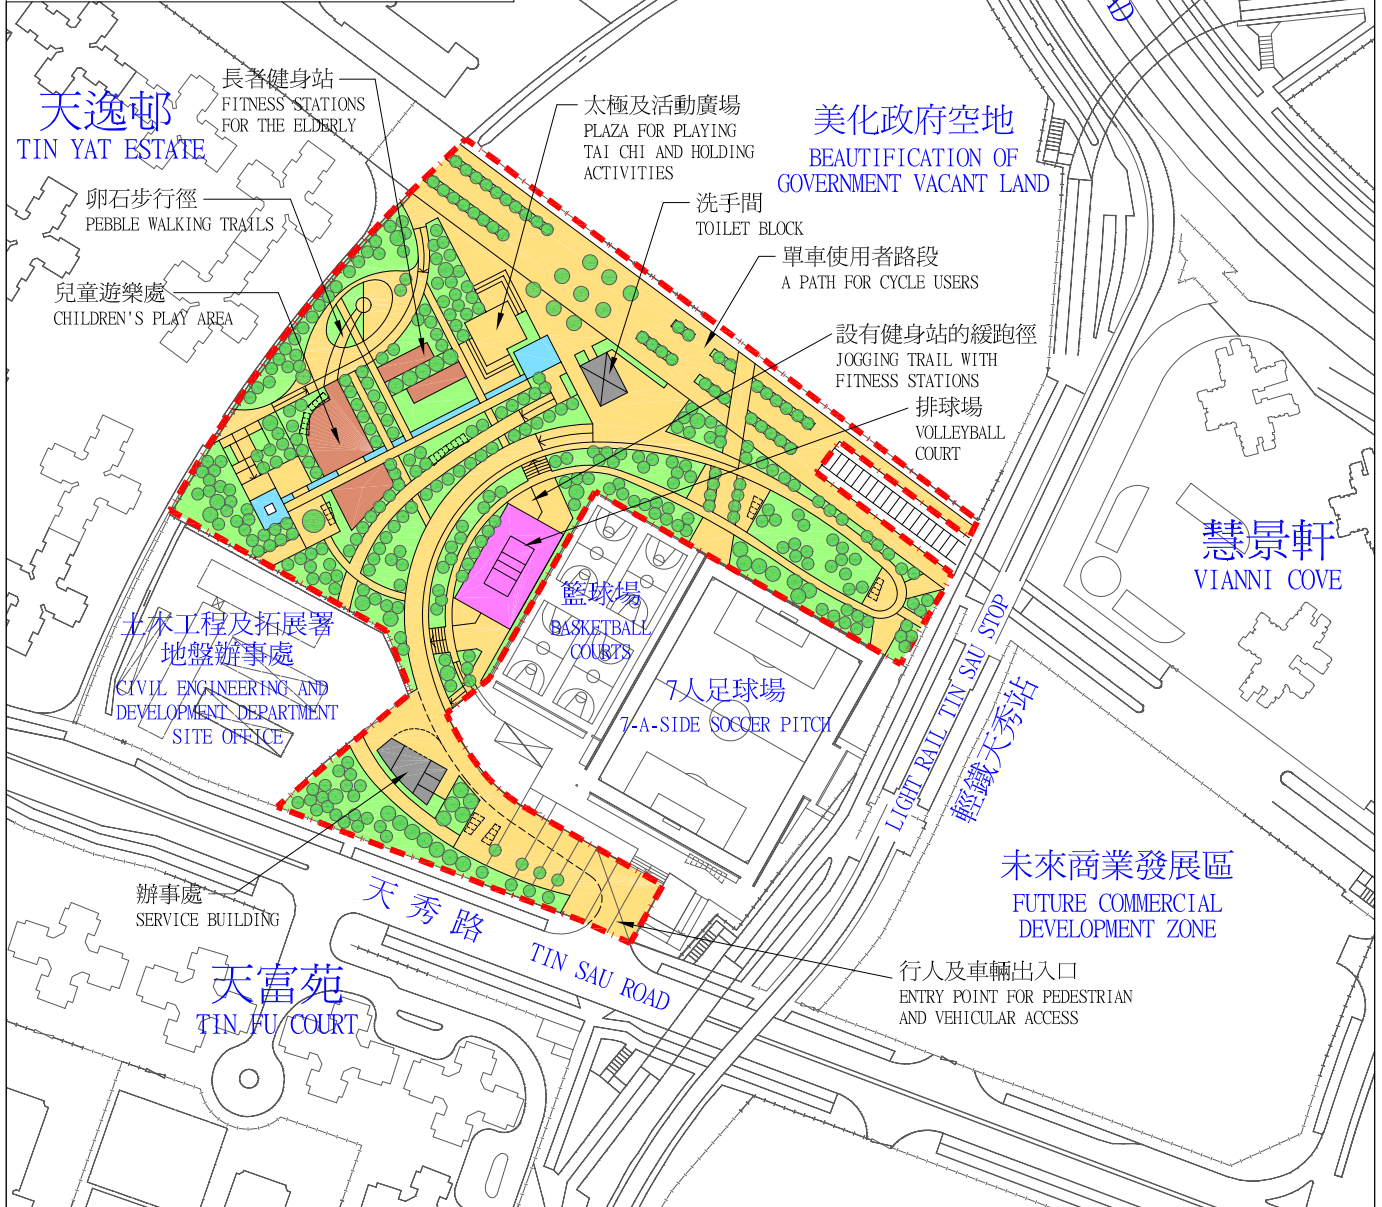 天逸邨
TIN YAT ESTATE
長者健身站
FITNESS STATIONS
FOR THE ELDERLY
卵石步行徑
PEBBLE WALKING TRAILS
兒童遊樂處
CHILDREN'S PLAY AREA
太極及活動廣場
PLAZA FOR PLAYING
TAI CHI AND HOLDING
ACTIVITIES
洗手間
TOILET BLOCK
美化政府空地
BEAUTIFICATION OF
GOVERNMENT VACANT LAND
單車使用者路段
A PATH FOR CYCLE USERS
設有健身站的緩跑徑
JOGGING TRAIL WITH
FITNESS STATIONS
排球場
VOLLEYBALL
COURT
慧景軒
VIANNI COVE
籃球場
BASKETBALL
COURTS
7人足球場
7-A-SIDE SOCCER PITCH
土木工程及拓展署
地盤辦事處
CIVIL ENGINEERING AND
DEVELOPMENT DEPARTMENT
SITE OFFICE
LIGHT RAIL TIN SAU STOP
輕鐵天秀站
未來商業發展區
FUTURE COMMERCIAL
DEVELOPMENT ZONE
辦事處
SERVICE BUILDING
天秀路
TIN SAU ROAD
天富苑
TIN FU COURT
行人及車輛出入口
ENTRY POINT FOR PEDESTRIAN
AND VEHICULAR ACCESS